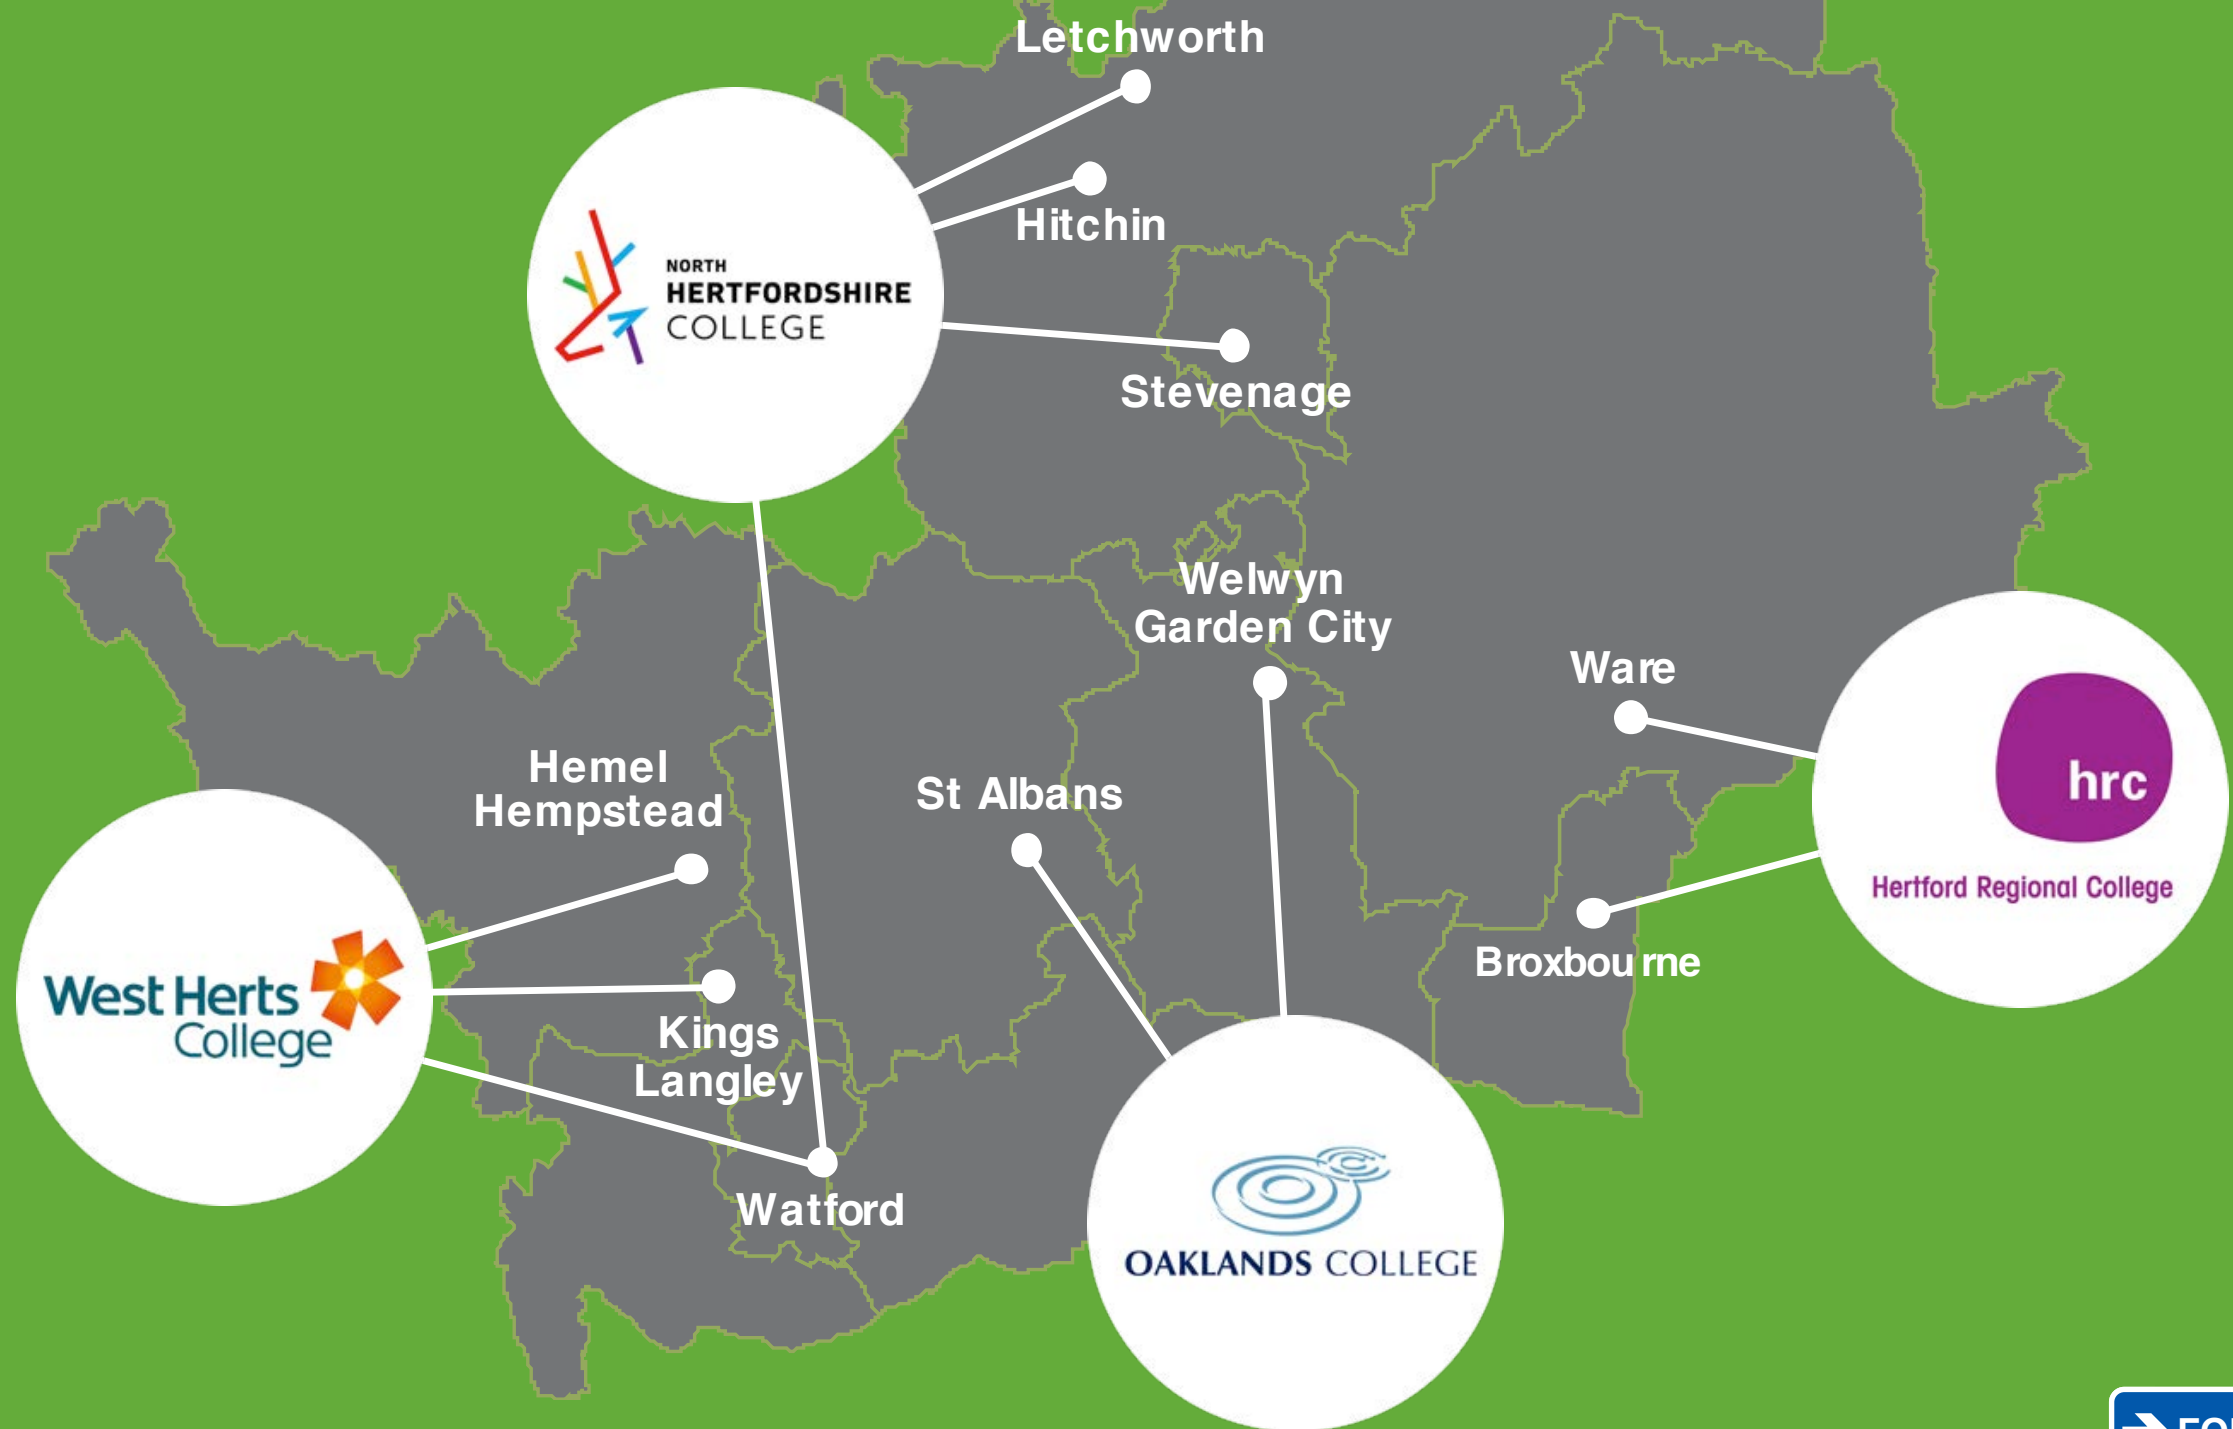 Letchworth
Hitchin
NORTH
HERTFORDSHIRE
COLLEGE
Stevenage
Welwyn
Garden City
Ware
hrc
Hertford Regional College
Hemel
Hempstead
St Albans
Broxbourne
West Herts
College
Kings
Langley
Watford
OAKLANDS COLLEGE